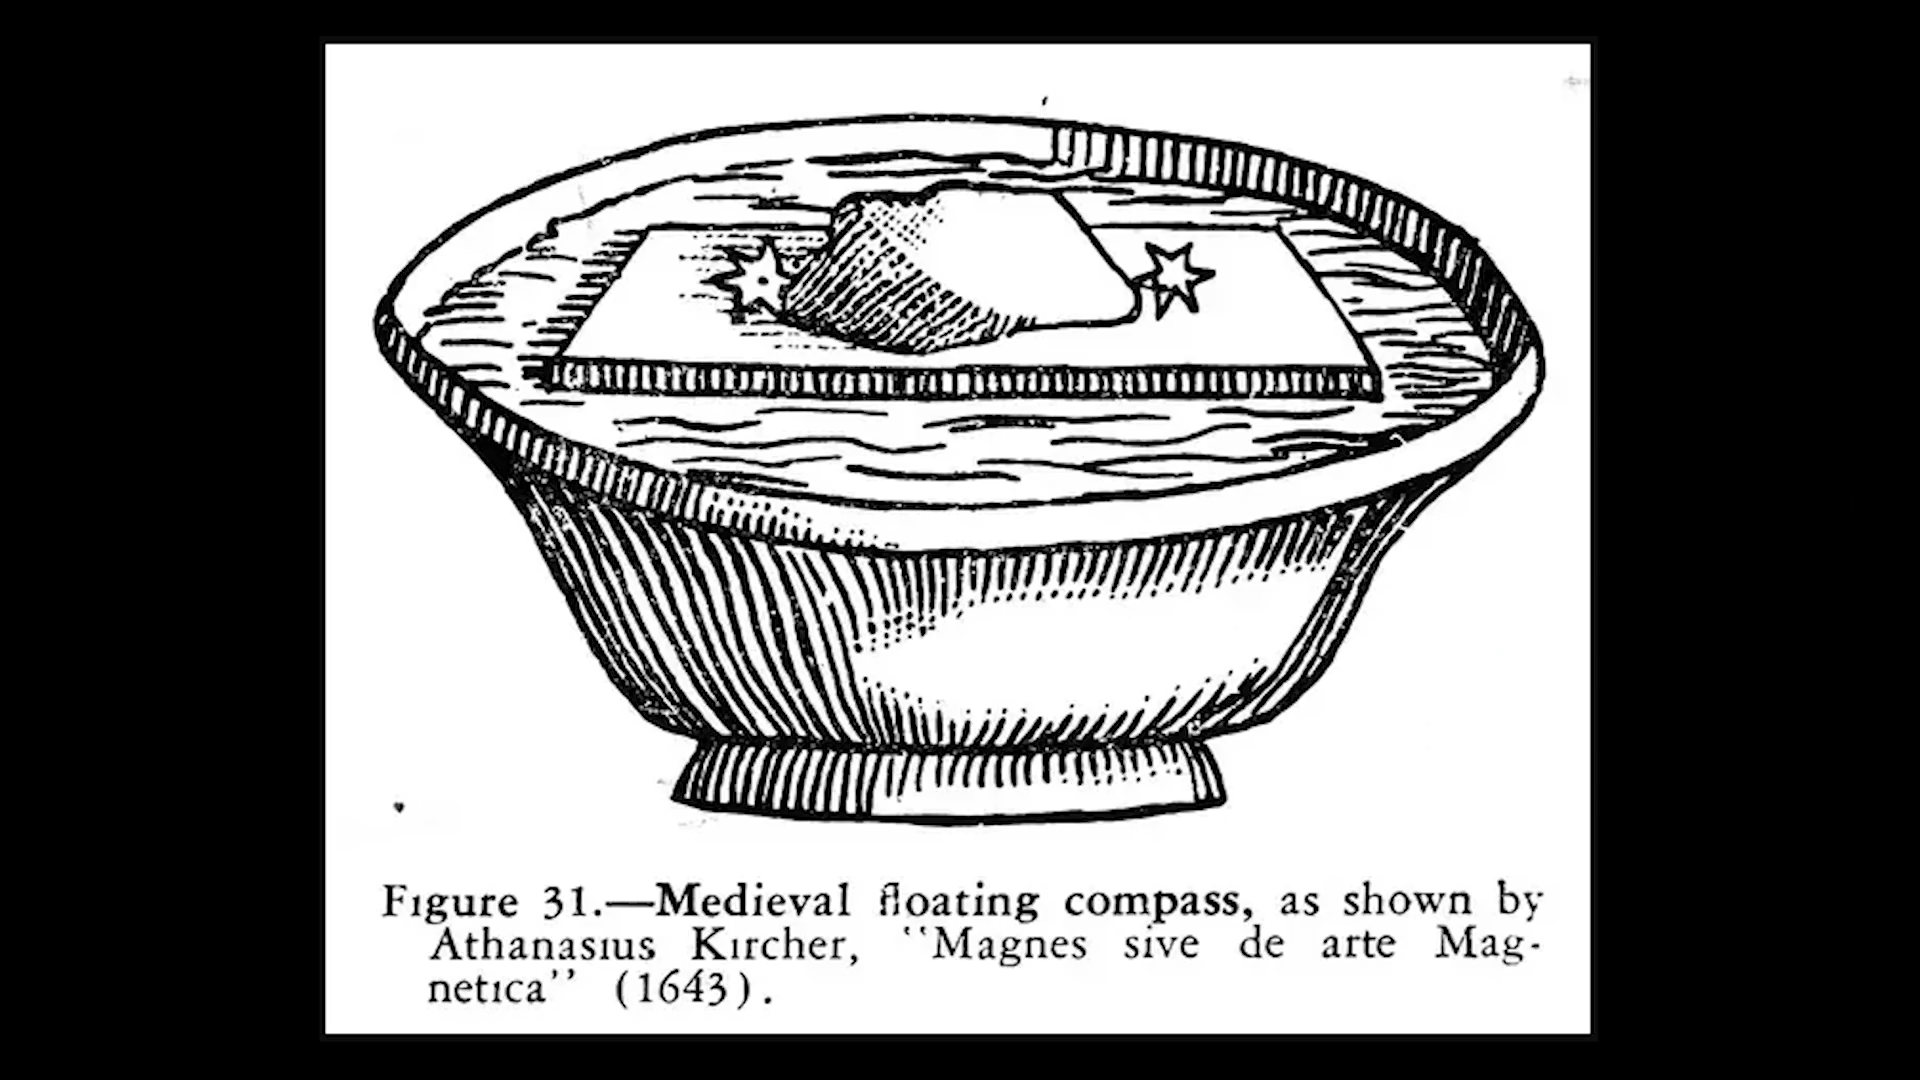 Figure 31.—Medieval floating compass, as shown by
Athanasius Kircher, "Magnes sive de arte Mag-
netica" (1643).